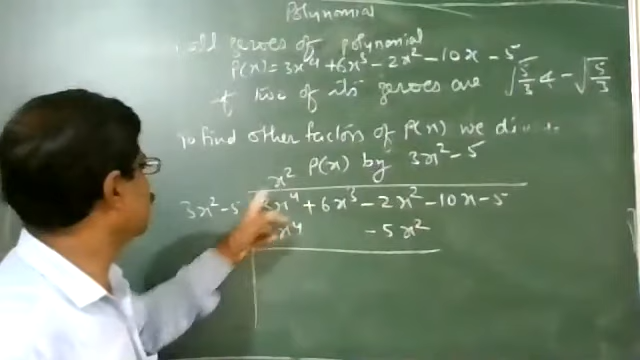 Polynomial
all zeroes of polynomial
P(x) = 3x⁴ + 6x³ - 2x² - 10x - 5
if two of its zeroes are √5/3 & -√5/3
To find other factors of P(x) we
P(x) by 3x² - 5
x²
3x² - 5 3x⁴ + 6x³ - 2x² - 10x - 5
x⁴ - 5x²